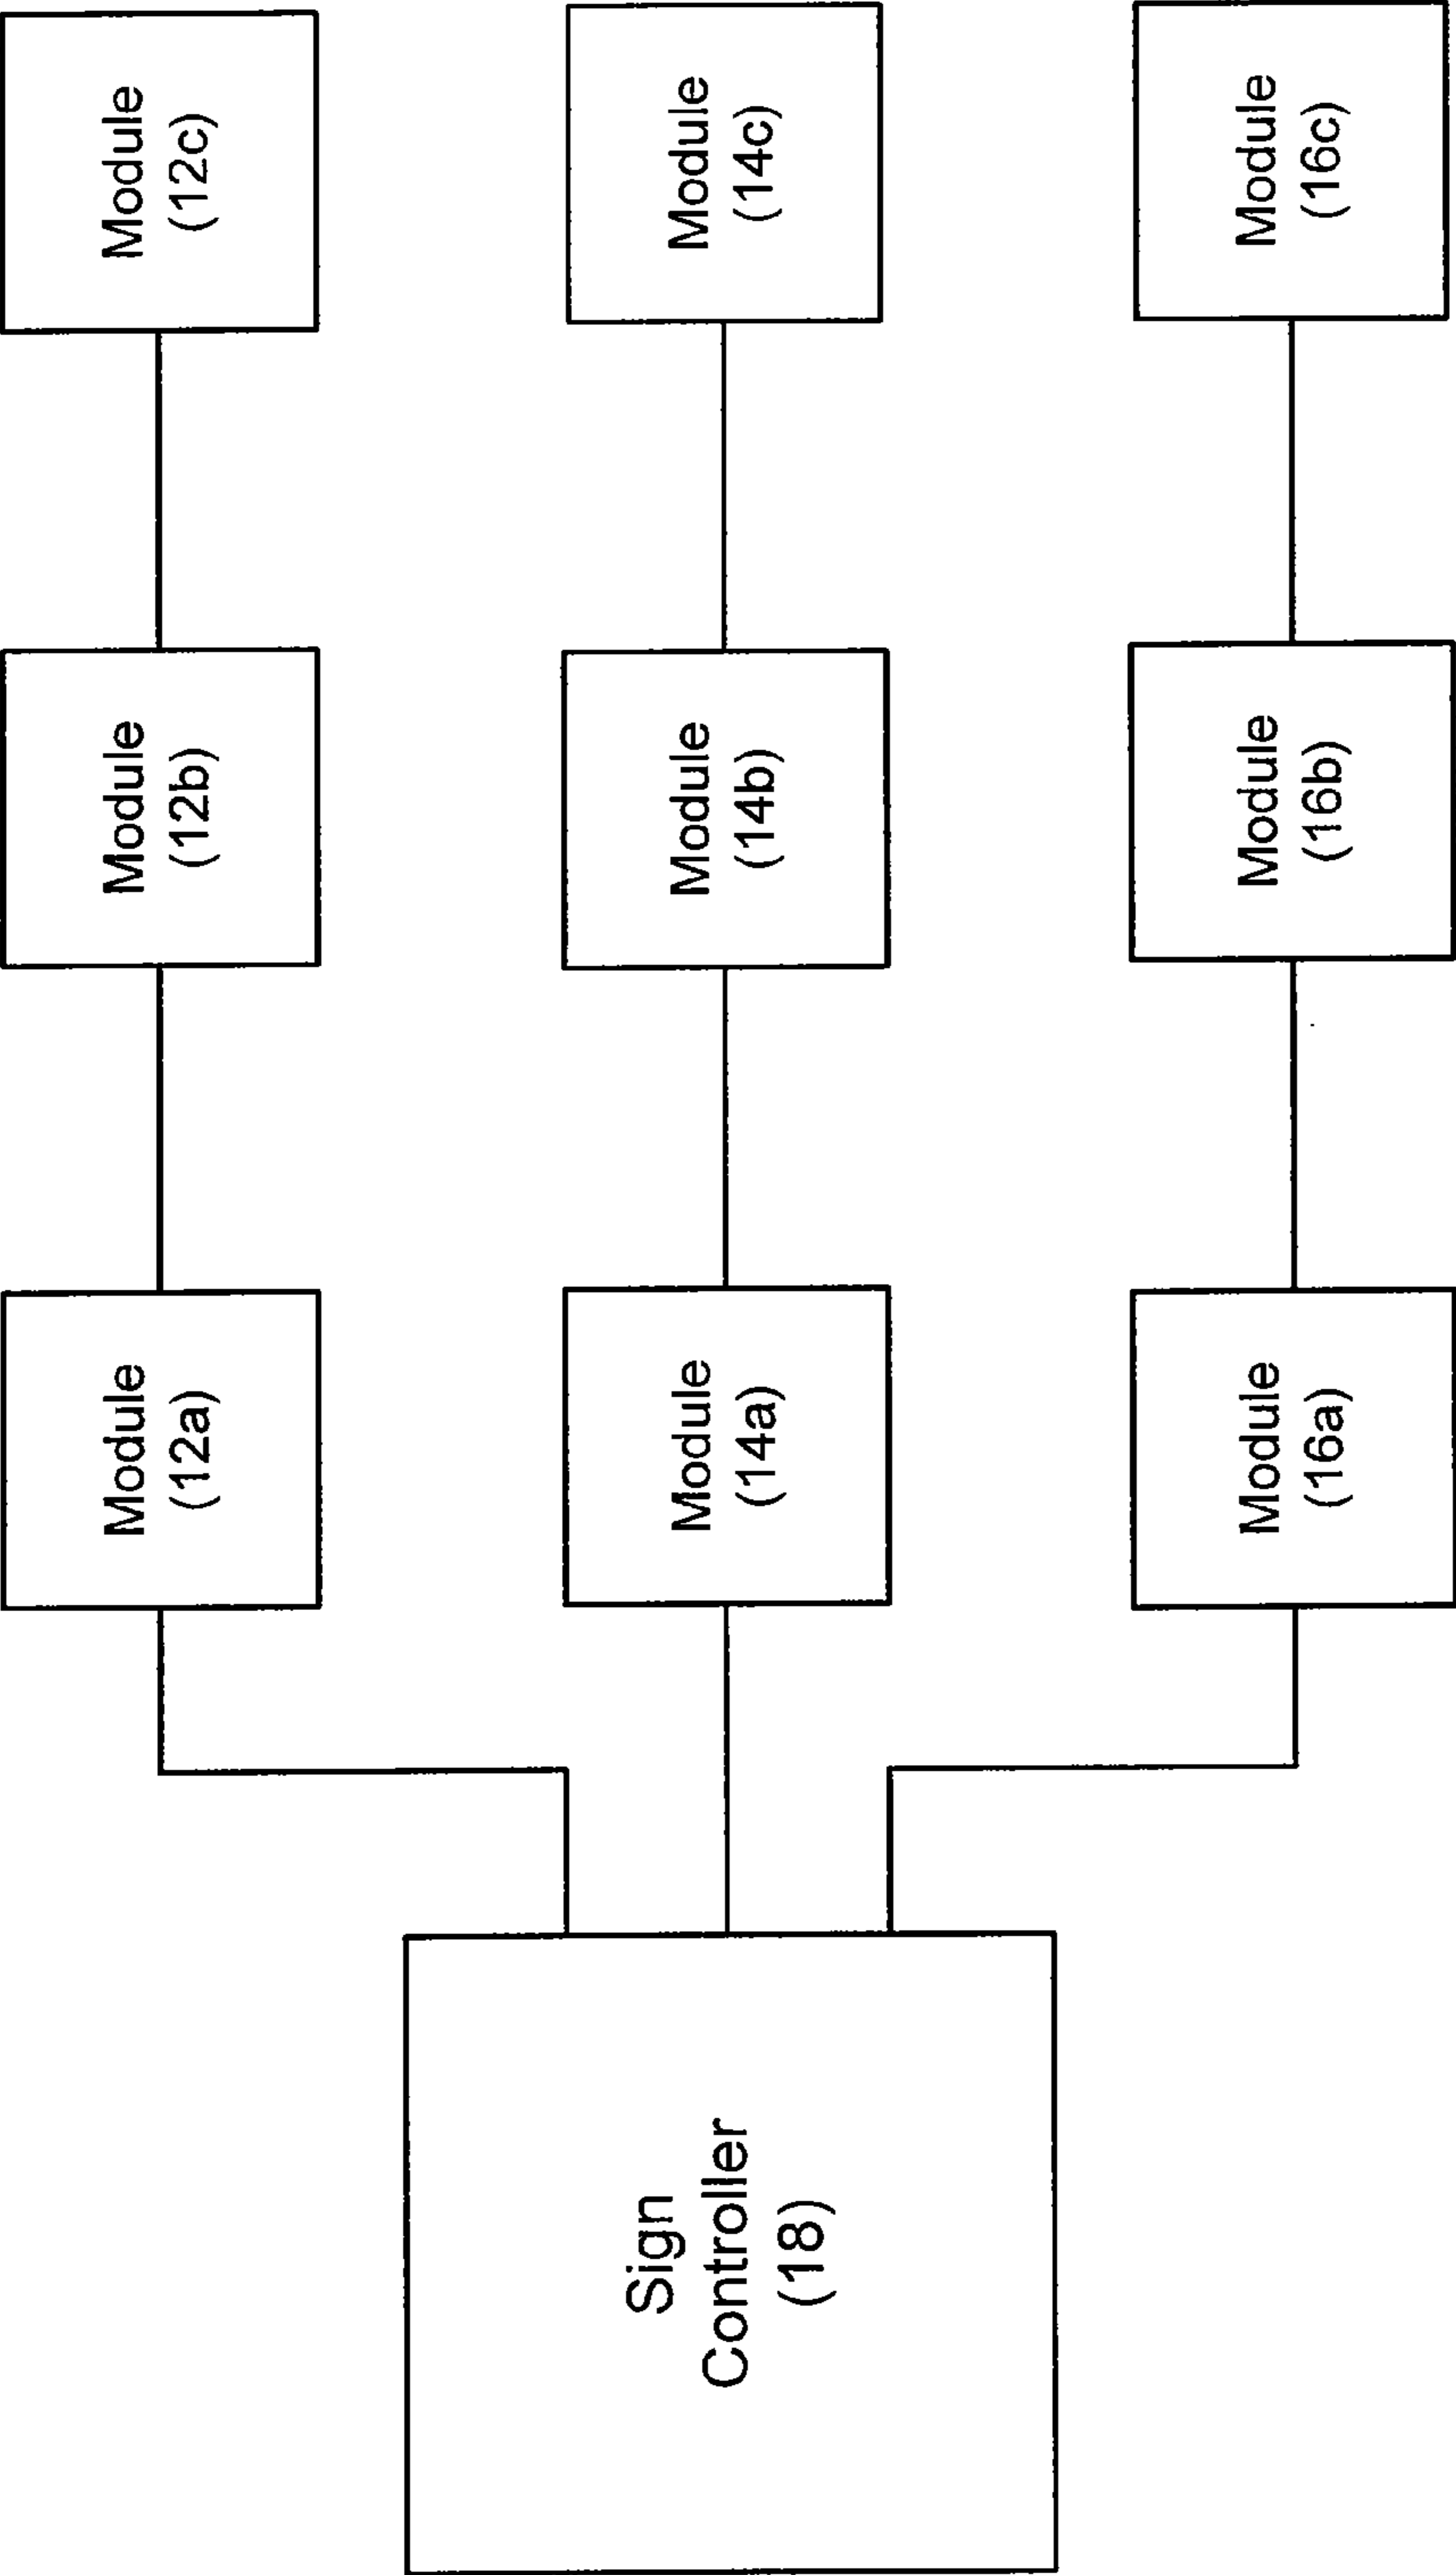 Module
(12c)
Module
(14c)
Module
(16c)
Module
(12b)
Module
(14b)
Module
(16b)
Module
(12a)
Module
(14a)
Module
(16a)
Sign
Controller
(18)